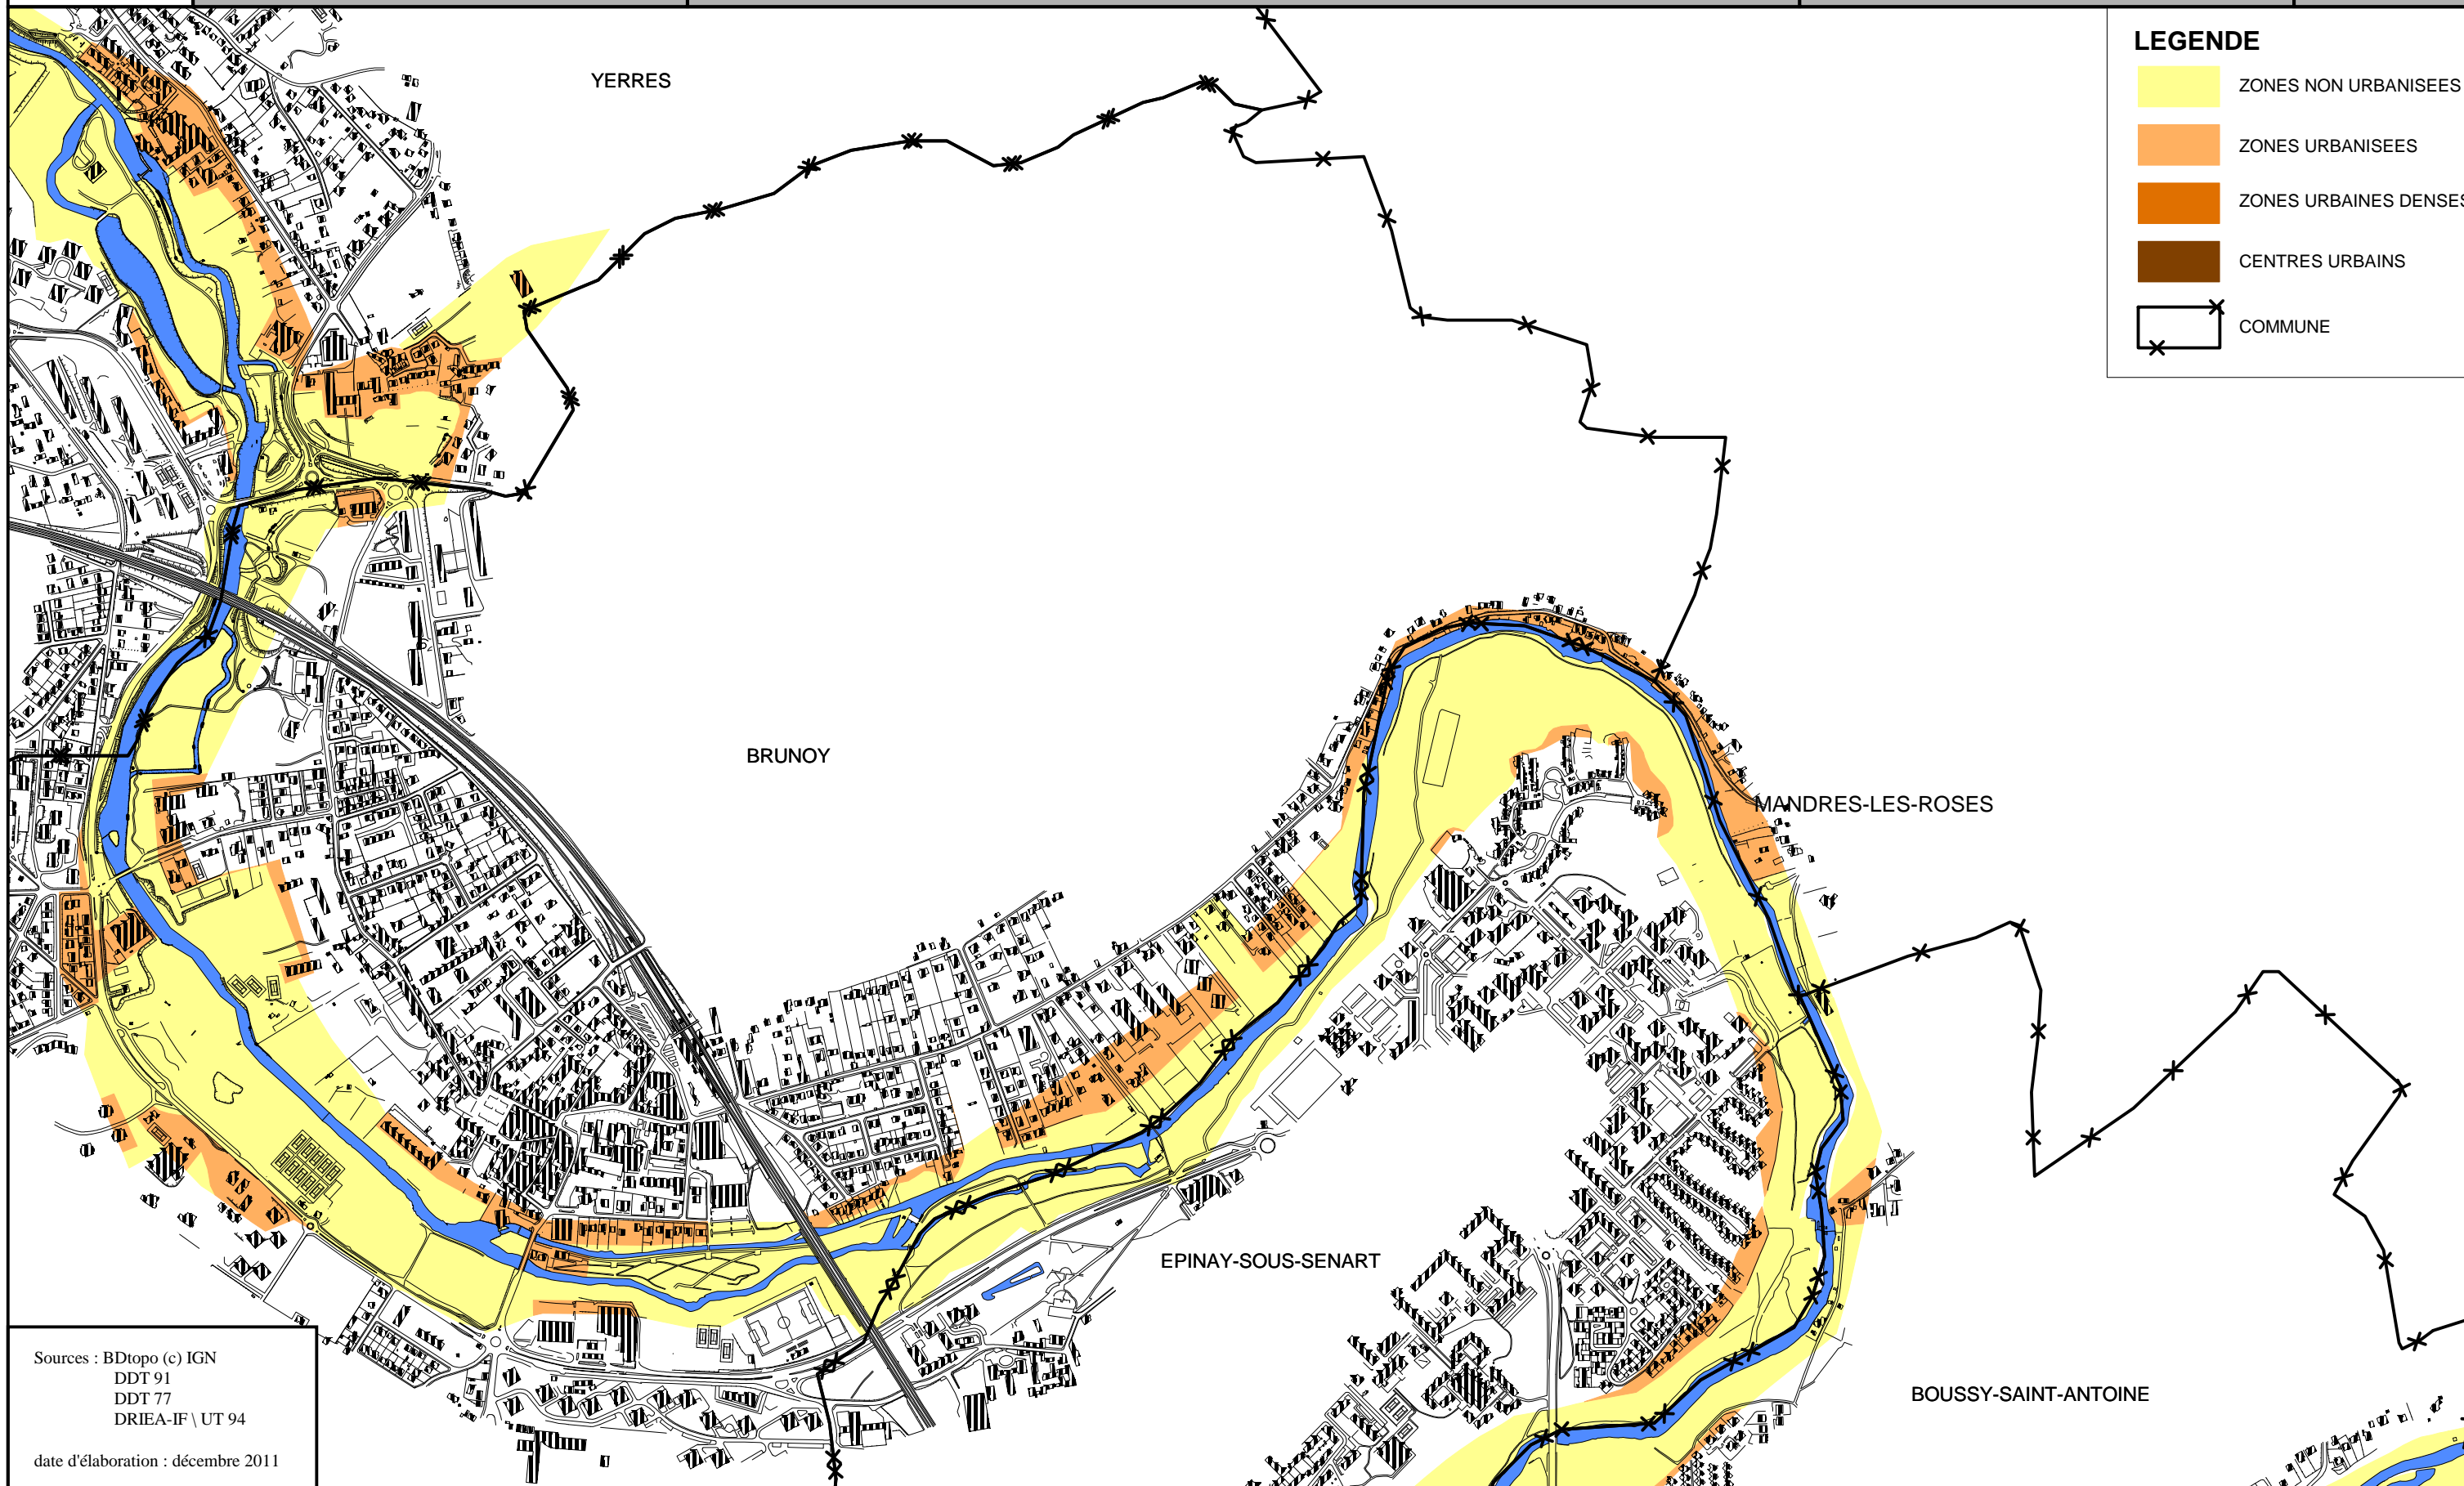 LEGENDE
ZONES NON URBANISEES
ZONES URBANISEES
ZONES URBAINES DENSES
CENTRES URBAINS
COMMUNE
YERRES
BRUNOY
MANDRES-LES-ROSES
EPINAY-SOUS-SENART
BOUSSY-SAINT-ANTOINE
Sources : BDtopo (c) IGN
DDT 91
DDT 77
DRIEA-IF \ UT 94
date d'élaboration : décembre 2011